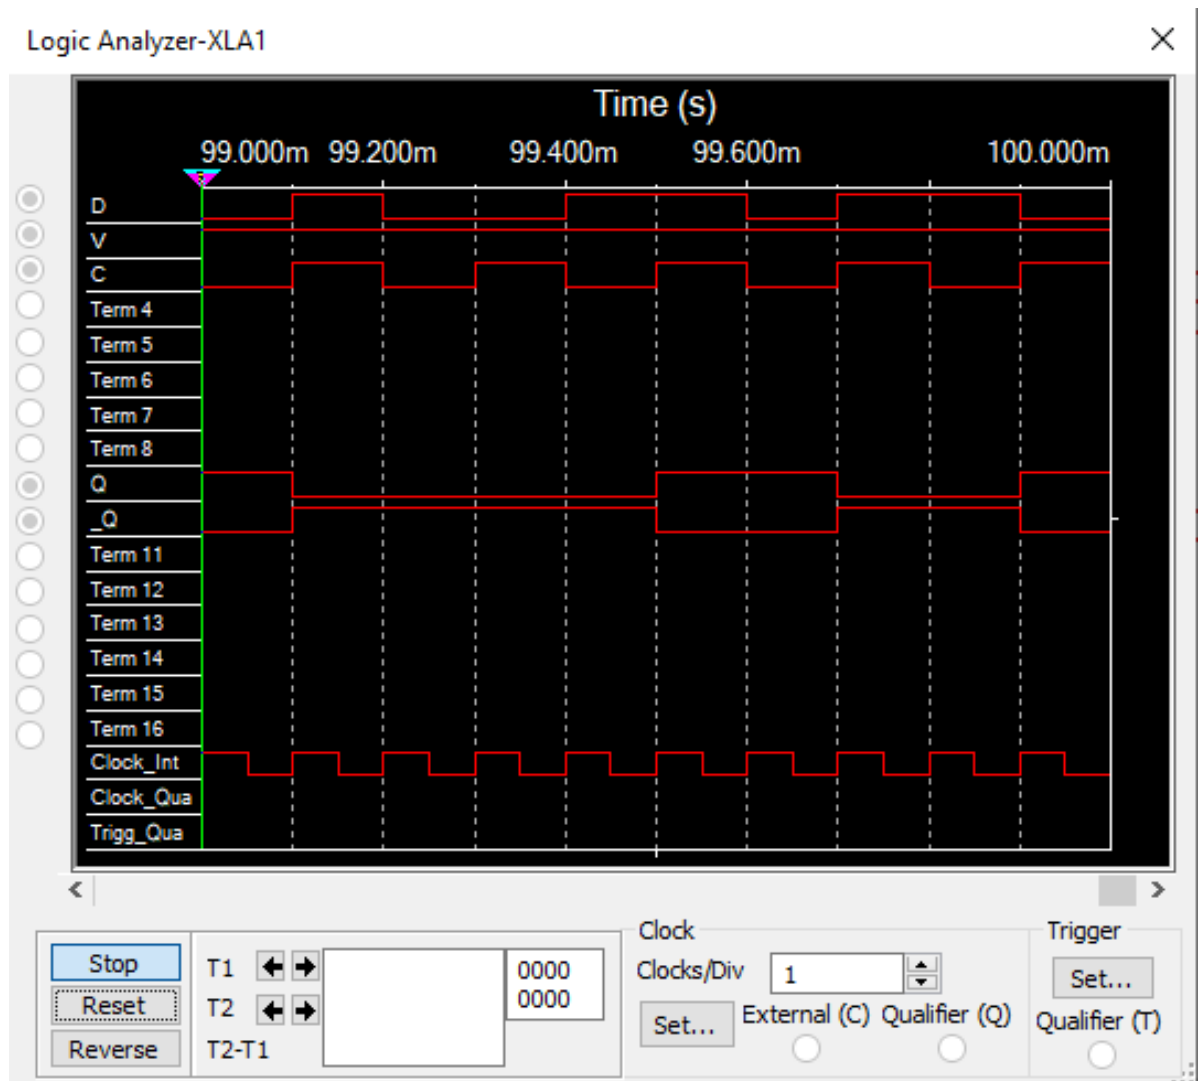 Logic Analyzer-XLA1
Time (s)
99.000m 99.200m 99.400m 99.600m 100.000m
D
V
C
Term 4
Term 5
Term 6
Term 7
Term 8
Q
_Q
Term 11
Term 12
Term 13
Term 14
Term 15
Term 16
Clock_Int
Clock_Qua
Trigg_Qua
Clock Trigger
Stop T1 0000 Clocks/Div 1 Set...
Reset T2 0000 Set... External (C) Qualifier (Q) Qualifier (T)
Reverse T2-T1